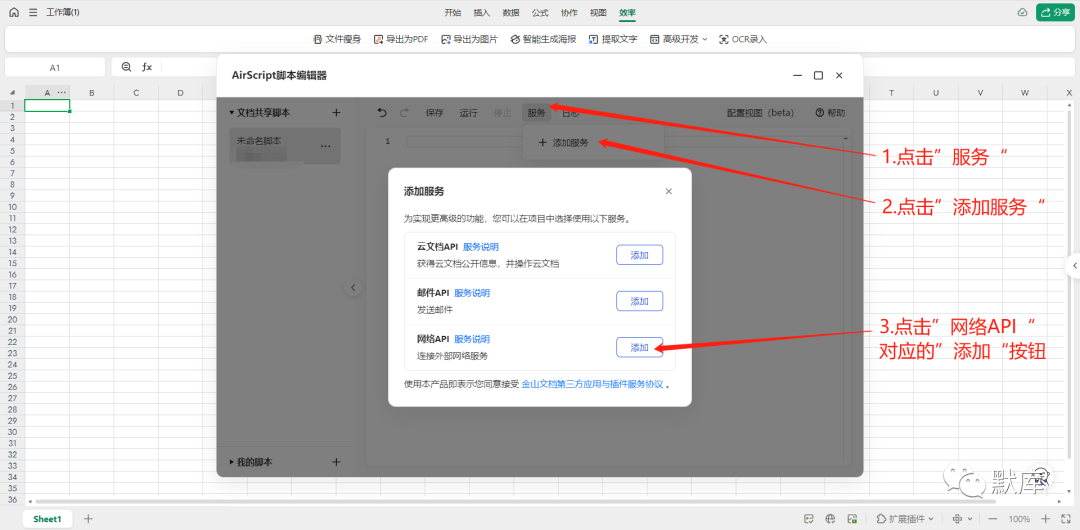 工作簿(1)
开始 插入 数据 公式 协作 视图 效率
分享
文件瘦身 导出为PDF 导出为图片 智能生成海报 提取文字 高级开发 OCR录入
A1
fx
A ··· B C D T U V W X
AirScript脚本编辑器
文档共享脚本
保存 运行 停止 服务 日志 配置视图（beta） 帮助
未命名脚本 ···
1
添加服务
1.点击”服务“
2.点击”添加服务“
添加服务
为实现更高级的功能，您可以在项目中选择使用以下服务。
云文档API 服务说明
获得云文档公开信息，并操作云文档
添加
邮件API 服务说明
发送邮件
添加
网络API 服务说明
连接外部网络服务
添加
3.点击”网络API“
对应的”添加“按钮
使用本产品即表示您同意接受 金山文档第三方应用与插件服务协议 。
我的脚本
1
2
3
4
5
6
7
8
9
10
11
12
13
14
15
16
17
18
19
20
21
22
23
24
25
26
27
28
29
30
31
32
33
34
35
36
默库
Sheet1
扩展插件
100%